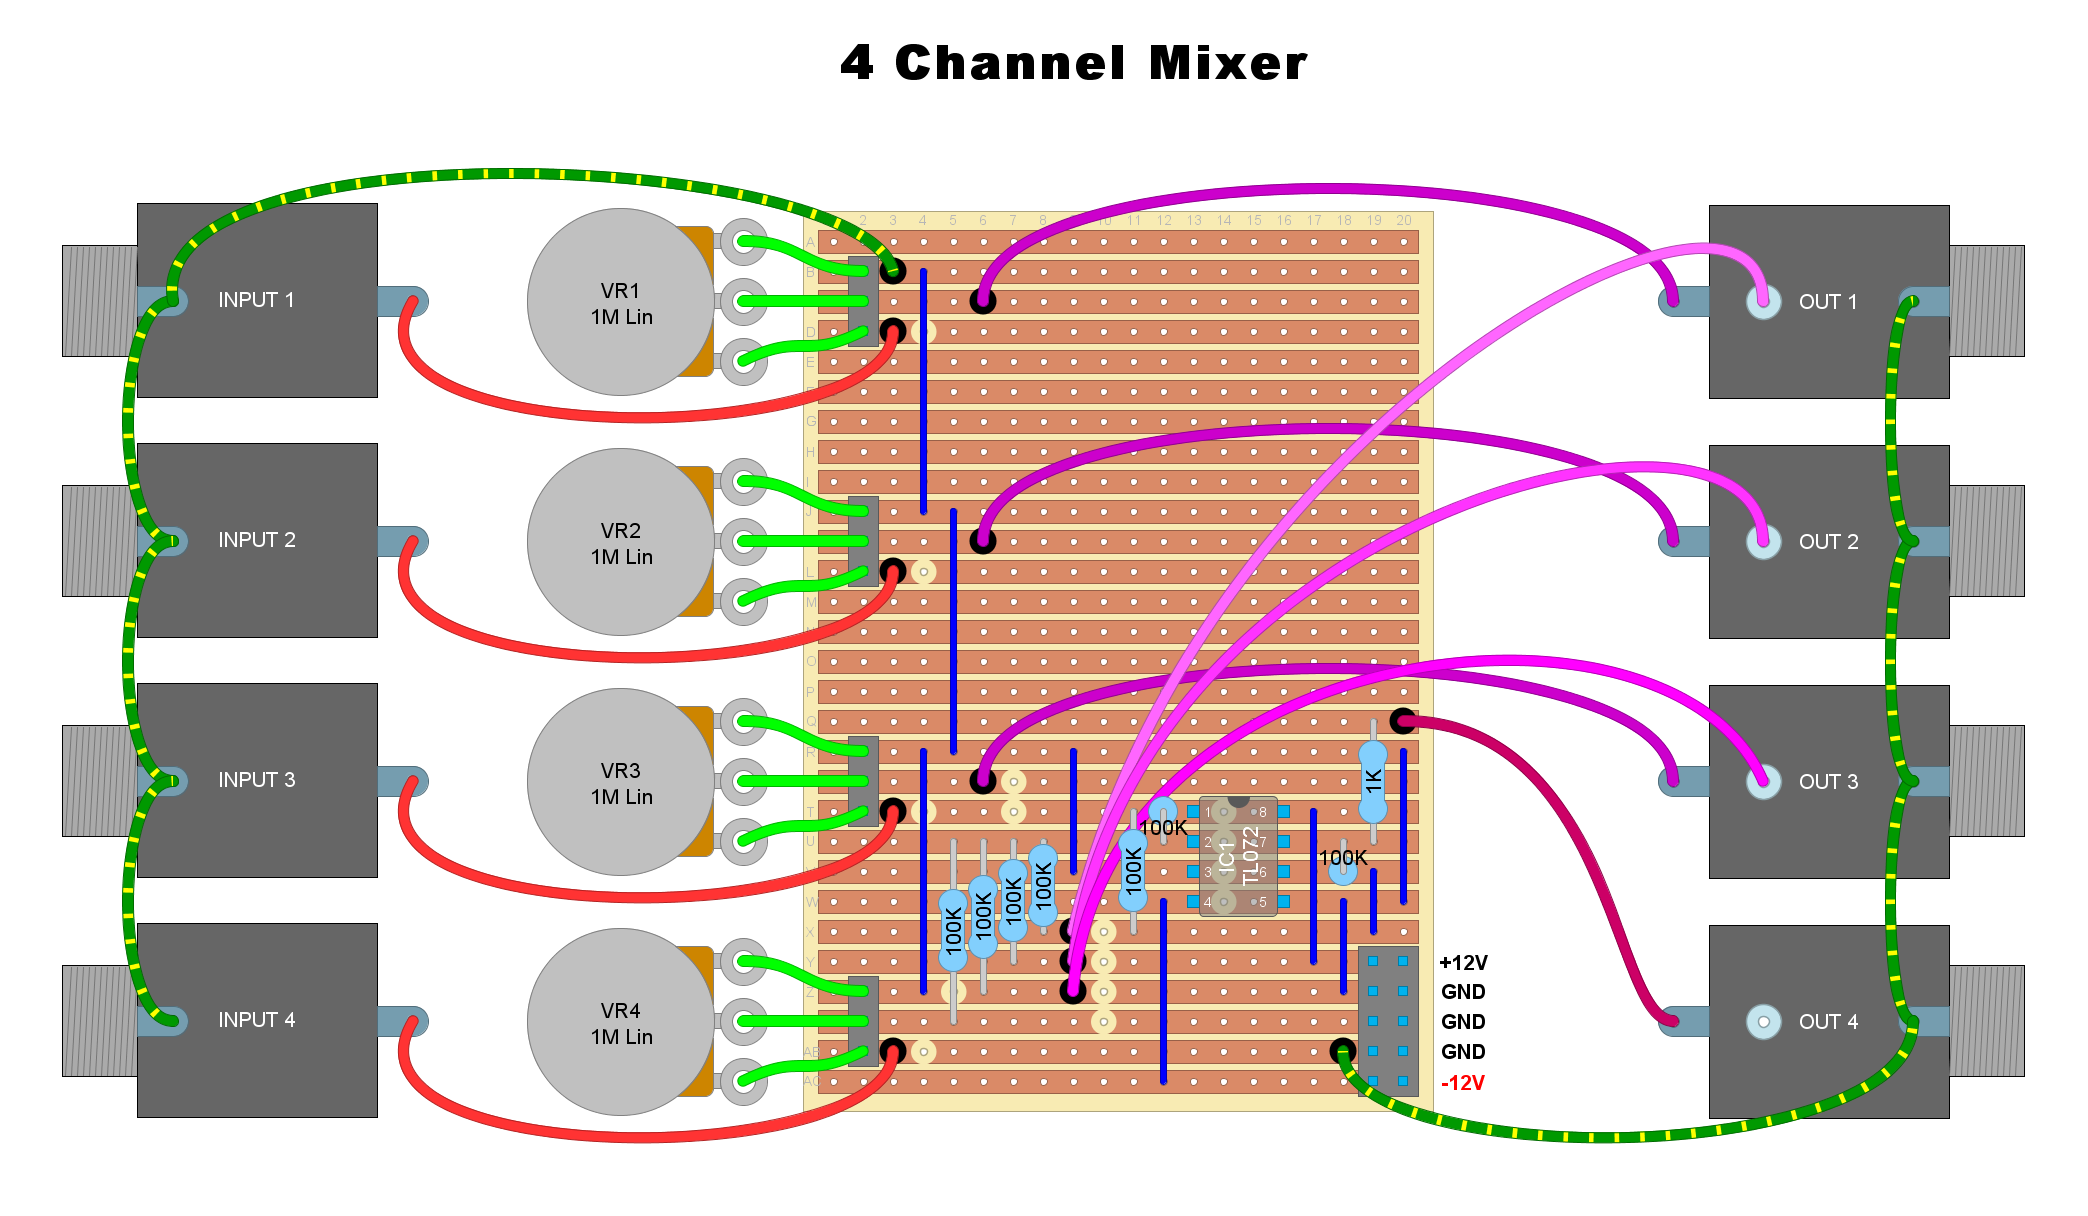 4 Channel Mixer
2 3 4 5 6 7 8 10 11 12 13 14 15 16 17 18 19 20
A
B
D
E
G
H
I
J
L
M
O
P
Q
R
T
U
W
X
Y
Z
AC
INPUT 1
VR1
1M Lin
OUT 1
INPUT 2
VR2
1M Lin
OUT 2
INPUT 3
VR3
1M Lin
1K
OUT 3
100K
100K
100K
100K
100K
100K
100K
1 8
2 7
3 6
4 5
IC1
TL072
+12V
GND
GND
GND
-12V
INPUT 4
VR4
1M Lin
OUT 4